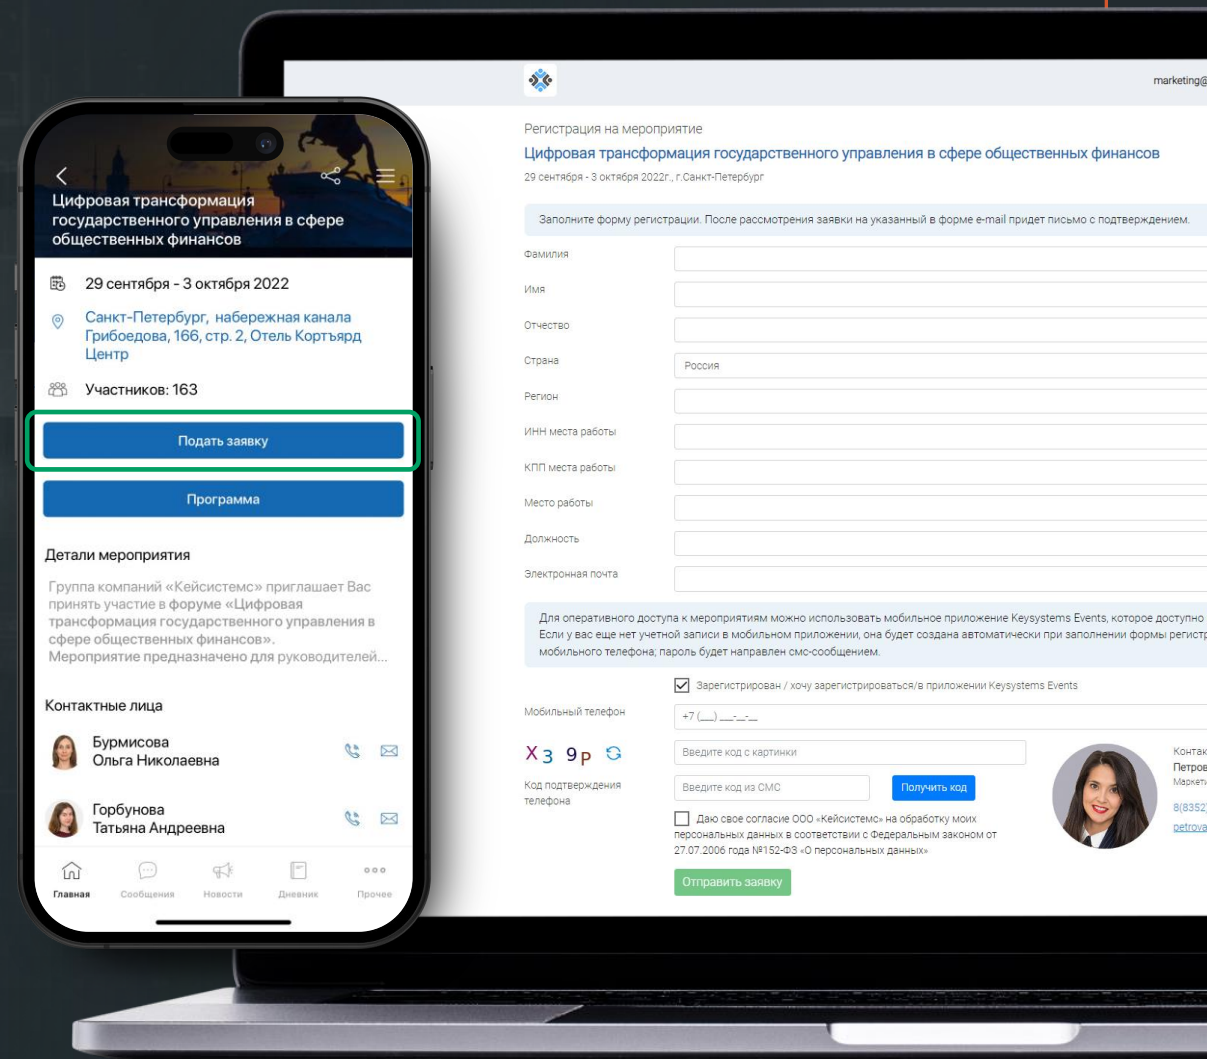 Цифровая трансформация
государственного управления в сфере
общественных финансов
29 сентября - 3 октября 2022
Санкт-Петербург, набережная канала
Грибоедова, 166, стр. 2, Отель Кортъярд
Центр
Участников: 163
Подать заявку
Программа
Детали мероприятия
Группа компаний «Кейсистемс» приглашает Вас
принять участие в форуме «Цифровая
трансформация государственного управления в
сфере общественных финансов».
Мероприятие предназначено для руководителей...
Контактные лица
Бурмисова
Ольга Николаевна
Горбунова
Татьяна Андреевна
Главная Сообщения Новости Дневник Прочее
marketing@
Регистрация на мероприятие
Цифровая трансформация государственного управления в сфере общественных финансов
29 сентября - 3 октября 2022г., г.Санкт-Петербург
Заполните форму регистрации. После рассмотрения заявки на указанный в форме e-mail придет письмо с подтверждением.
Фамилия
Имя
Отчество
Страна Россия
Регион
ИНН места работы
КПП места работы
Место работы
Должность
Электронная почта
Для оперативного доступа к мероприятиям можно использовать мобильное приложение Keysystems Events, которое доступно
Если у вас еще нет учетной записи в мобильном приложении, она будет создана автоматически при заполнении формы регистр
мобильного телефона; пароль будет направлен смс-сообщением.
Зарегистрирован / хочу зарегистрироваться/в приложении Keysystems Events
Мобильный телефон +7 (___) ___-__-__
X 3 9 P Введите код с картинки
Код подтверждения
телефона
Введите код из СМС Получить код
Даю свое согласие ООО «Кейсистемс» на обработку моих
персональных данных в соответствии с Федеральным законом от
27.07.2006 года №152-ФЗ «О персональных данных»
Отправить заявку
Контак
Петров
Маркети
8(8352)
petrova